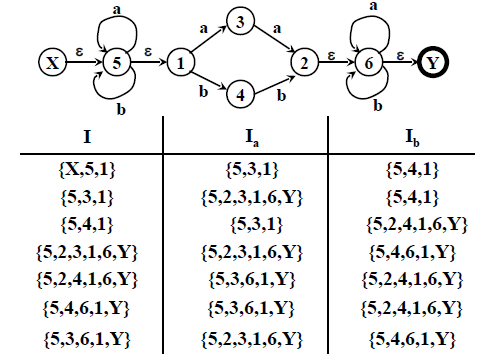 a a
3
a a
X ε 5 ε 1 2 ε 6 ε Y
b b
4
b b
I Iₐ I_b
{X,5,1} {5,3,1} {5,4,1}
{5,3,1} {5,2,3,1,6,Y} {5,4,1}
{5,4,1} {5,3,1} {5,2,4,1,6,Y}
{5,2,3,1,6,Y} {5,2,3,1,6,Y} {5,4,6,1,Y}
{5,2,4,1,6,Y} {5,3,6,1,Y} {5,2,4,1,6,Y}
{5,4,6,1,Y} {5,3,6,1,Y} {5,2,4,1,6,Y}
{5,3,6,1,Y} {5,2,3,1,6,Y} {5,4,6,1,Y}